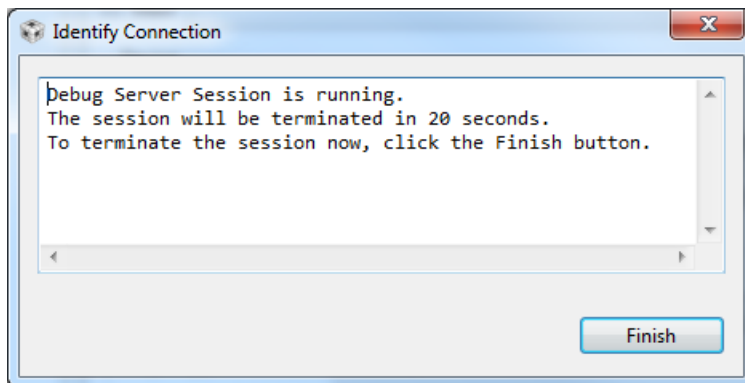 Identify Connection
Debug Server Session is running.
The session will be terminated in 20 seconds.
To terminate the session now, click the Finish button.
Finish